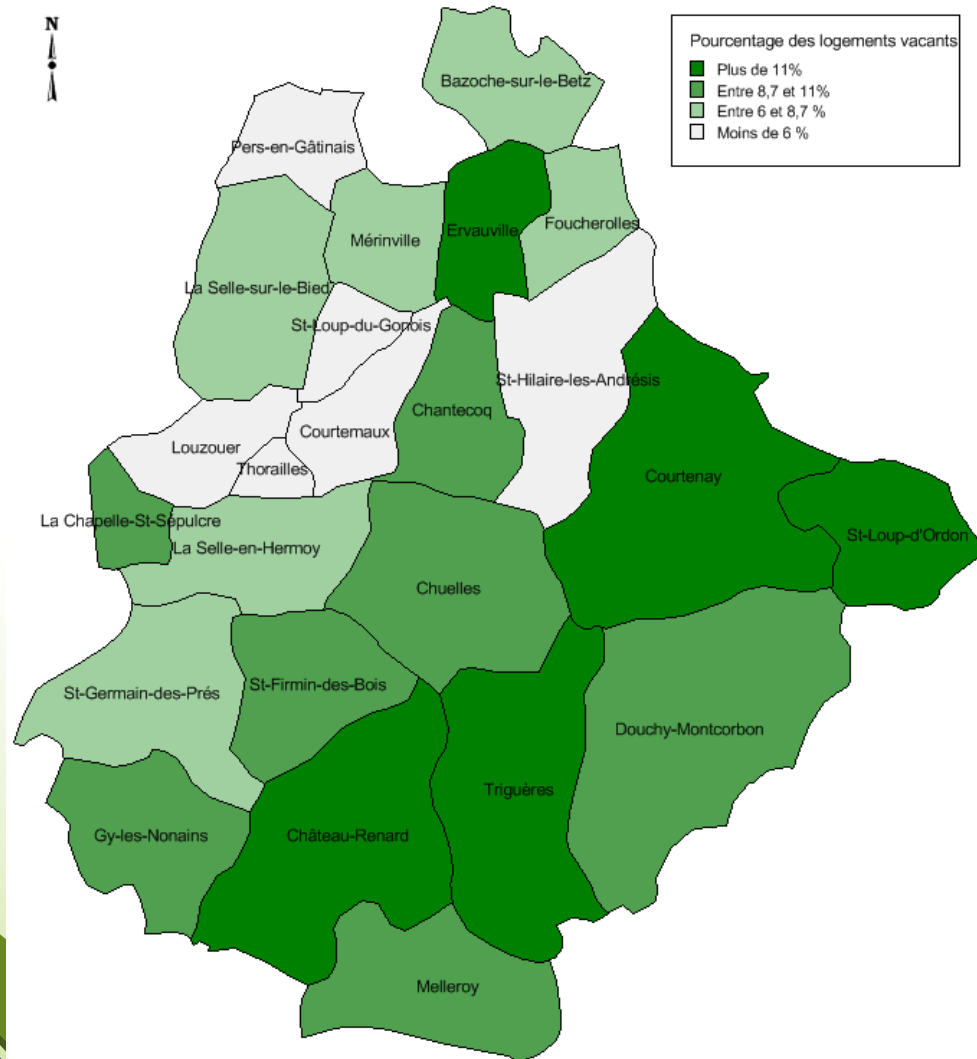 N
Pourcentage des logements vacants
Plus de 11%
Entre 8,7 et 11%
Entre 6 et 8,7 %
Moins de 6 %
Bazoche-sur-le-Betz
Pers-en-Gâtinais
Ervauville
Foucherolles
Mérinville
La Selle-sur-le-Bied
St-Loup-du-Gonois
St-Hilaire-les-Andrésis
Chantecoq
Courtemaux
Louzouer
Thorailles
Courtenay
La Chapelle-St-Sépulcre
St-Loup-d'Ordon
La Selle-en-Hermoy
Chuelles
St-Firmin-des-Bois
St-Germain-des-Prés
Douchy-Montcorbon
Triguères
Gy-les-Nonains
Château-Renard
Melleroy